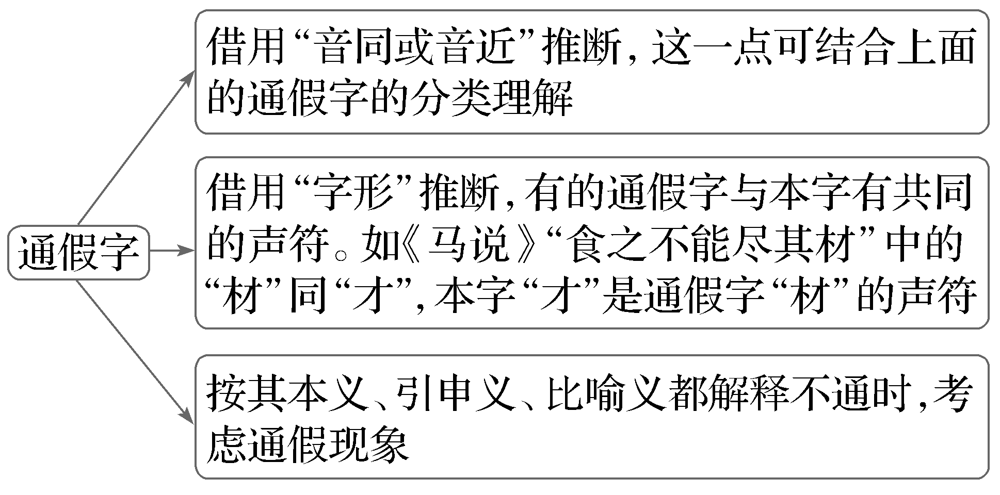 借用“音同或音近”推断,这一点可结合上面
的通假字的分类理解
通假字
借用“字形”推断,有的通假字与本字有共同
的声符。如《马说》“食之不能尽其材”中的
“材”同“才”,本字“才”是通假字“材”的声符
按其本义、引申义、比喻义都解释不通时,考
虑通假现象